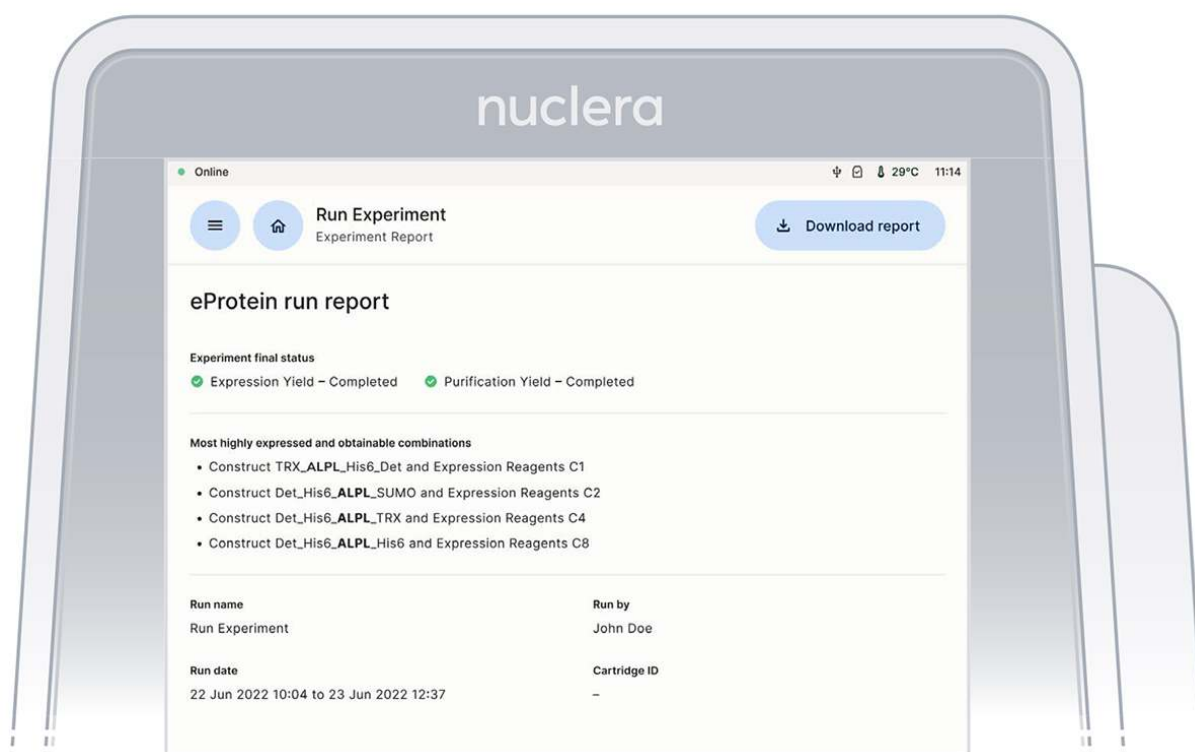 nuclera
Online 29°C 11:14
Run Experiment
Experiment Report
Download report
eProtein run report
Experiment final status
Expression Yield – Completed Purification Yield – Completed
Most highly expressed and obtainable combinations
• Construct TRX_ALPL_His6_Det and Expression Reagents C1
• Construct Det_His6_ALPL_SUMO and Expression Reagents C2
• Construct Det_His6_ALPL_TRX and Expression Reagents C4
• Construct Det_His6_ALPL_His6 and Expression Reagents C8
Run name Run by
Run Experiment John Doe
Run date Cartridge ID
22 Jun 2022 10:04 to 23 Jun 2022 12:37 –